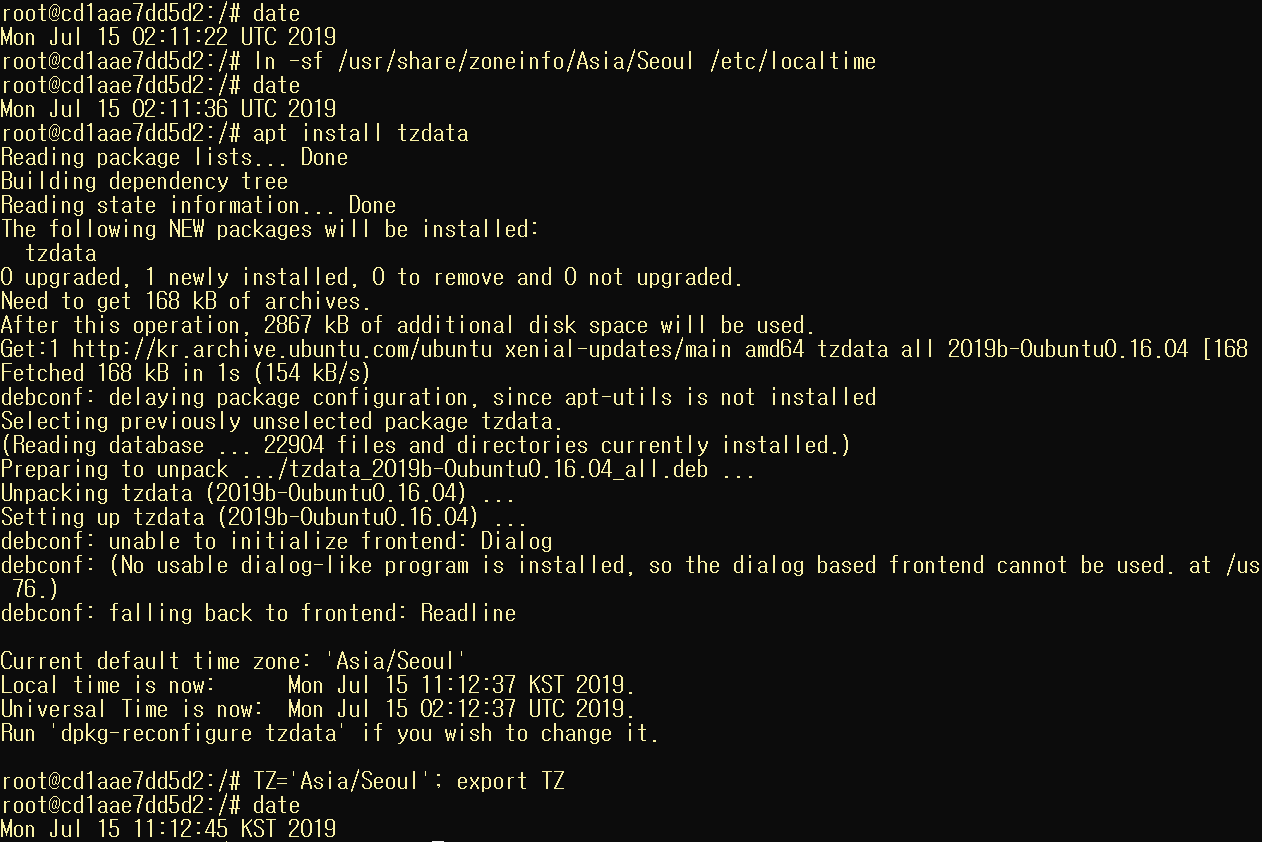 root@cd1aae7dd5d2:/# date
Mon Jul 15 02:11:22 UTC 2019
root@cd1aae7dd5d2:/# ln -sf /usr/share/zoneinfo/Asia/Seoul /etc/localtime
root@cd1aae7dd5d2:/# date
Mon Jul 15 02:11:36 UTC 2019
root@cd1aae7dd5d2:/# apt install tzdata
Reading package lists... Done
Building dependency tree
Reading state information... Done
The following NEW packages will be installed:
  tzdata
0 upgraded, 1 newly installed, 0 to remove and 0 not upgraded.
Need to get 168 kB of archives.
After this operation, 2867 kB of additional disk space will be used.
Get:1 http://kr.archive.ubuntu.com/ubuntu xenial-updates/main amd64 tzdata all 2019b-0ubuntu0.16.04 [168
Fetched 168 kB in 1s (154 kB/s)
debconf: delaying package configuration, since apt-utils is not installed
Selecting previously unselected package tzdata.
(Reading database ... 22904 files and directories currently installed.)
Preparing to unpack .../tzdata_2019b-0ubuntu0.16.04_all.deb ...
Unpacking tzdata (2019b-0ubuntu0.16.04) ...
Setting up tzdata (2019b-0ubuntu0.16.04) ...
debconf: unable to initialize frontend: Dialog
debconf: (No usable dialog-like program is installed, so the dialog based frontend cannot be used. at /us
 76.)
debconf: falling back to frontend: Readline

Current default time zone: 'Asia/Seoul'
Local time is now:      Mon Jul 15 11:12:37 KST 2019.
Universal Time is now:  Mon Jul 15 02:12:37 UTC 2019.
Run 'dpkg-reconfigure tzdata' if you wish to change it.

root@cd1aae7dd5d2:/# TZ='Asia/Seoul'; export TZ
root@cd1aae7dd5d2:/# date
Mon Jul 15 11:12:45 KST 2019